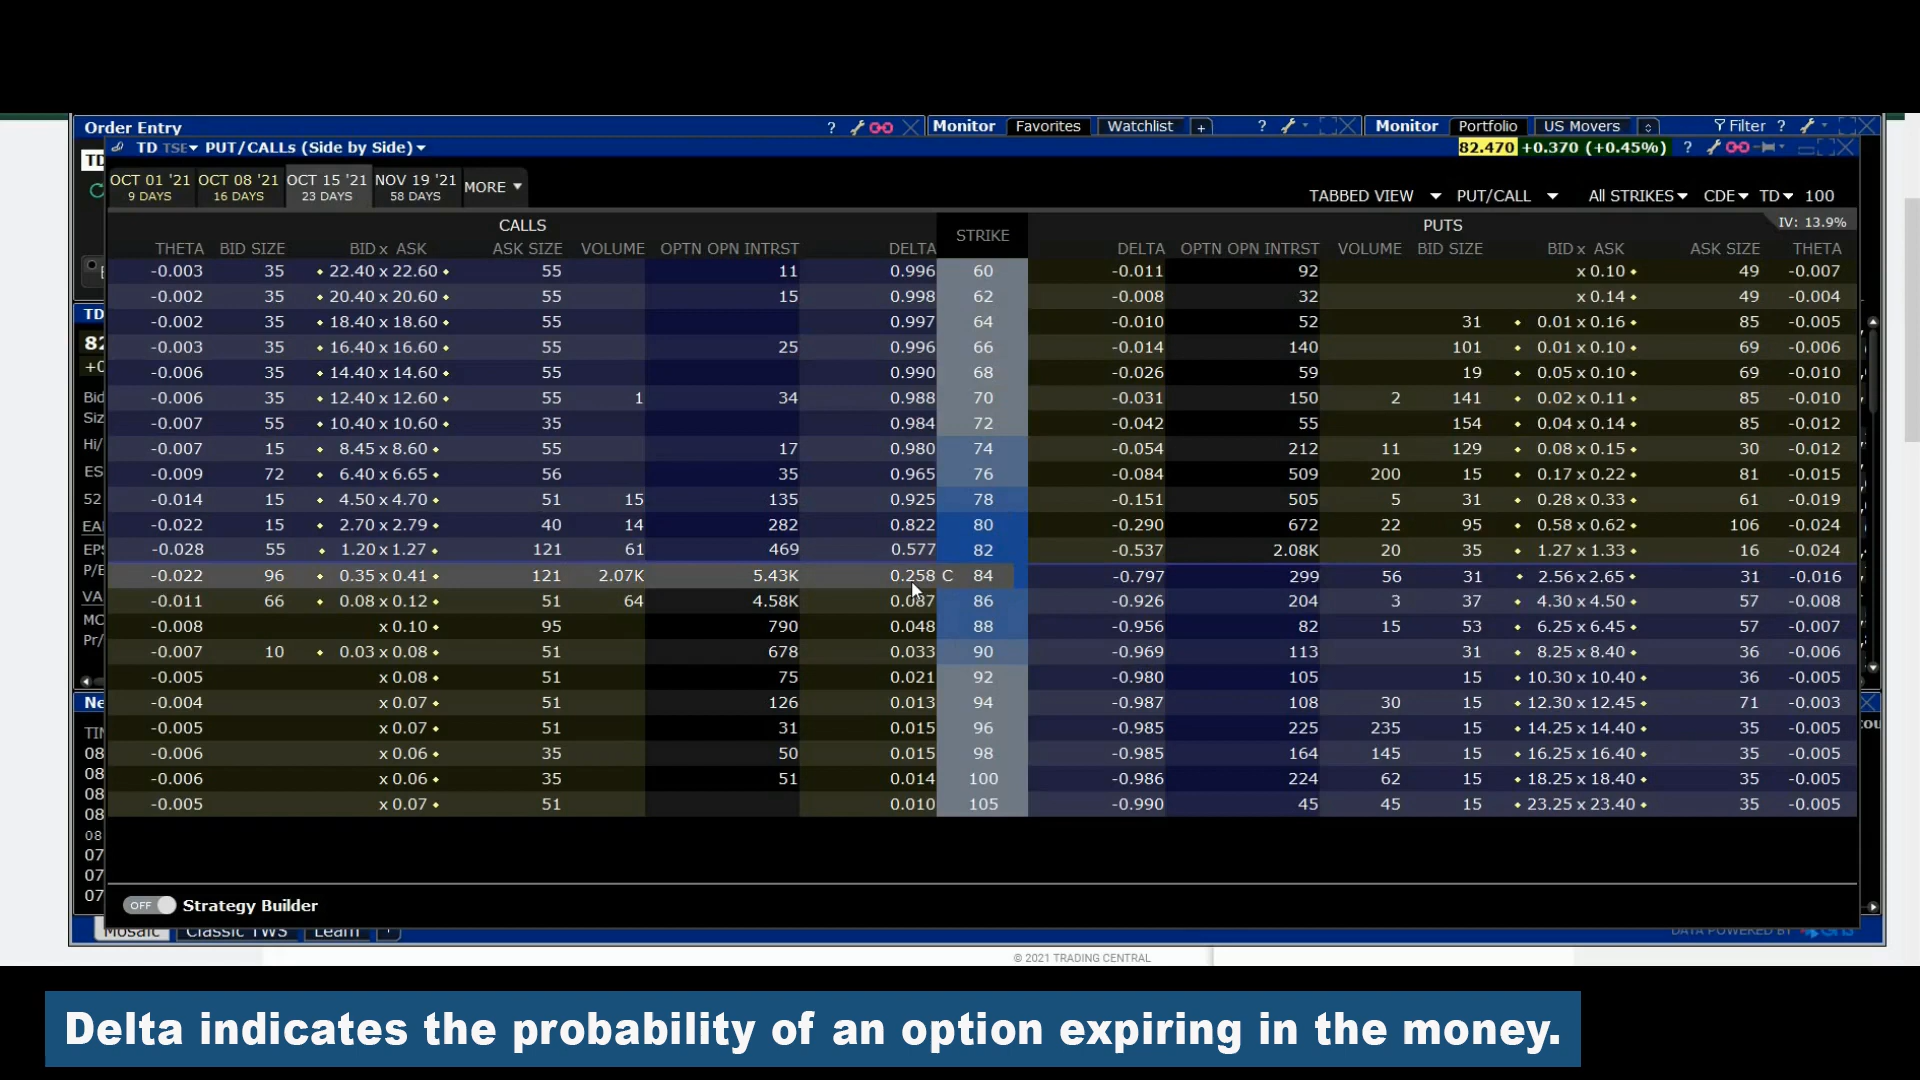 Order Entry ? Monitor Favorites Watchlist + ? Monitor Portfolio US Movers Filter ?
TD TSE PUT/CALLs (Side by Side) 82.470 +0.370 (+0.45%) ?
OCT 01 '21 OCT 08 '21 OCT 15 '21 NOV 19 '21 MORE
9 DAYS 16 DAYS 23 DAYS 58 DAYS
TABBED VIEW PUT/CALL All STRIKES CDE TD 100
CALLS STRIKE PUTS IV: 13.9%
THETA BID SIZE BID x ASK ASK SIZE VOLUME OPTN OPN INTRST DELTA DELTA OPTN OPN INTRST VOLUME BID SIZE BID x ASK ASK SIZE THETA
-0.003 35 22.40 x 22.60 55 11 0.996 60 -0.011 92 x 0.10 49 -0.007
-0.002 35 20.40 x 20.60 55 15 0.998 62 -0.008 32 x 0.14 49 -0.004
-0.002 35 18.40 x 18.60 55 0.997 64 -0.010 52 31 0.01 x 0.16 85 -0.005
-0.003 35 16.40 x 16.60 55 25 0.996 66 -0.014 140 101 0.01 x 0.10 69 -0.006
-0.006 35 14.40 x 14.60 55 0.990 68 -0.026 59 19 0.05 x 0.10 69 -0.010
-0.006 35 12.40 x 12.60 55 1 34 0.988 70 -0.031 150 2 141 0.02 x 0.11 85 -0.010
-0.007 55 10.40 x 10.60 35 0.984 72 -0.042 55 154 0.04 x 0.14 85 -0.012
-0.007 15 8.45 x 8.60 55 17 0.980 74 -0.054 212 11 129 0.08 x 0.15 30 -0.012
-0.009 72 6.40 x 6.65 56 35 0.965 76 -0.084 509 200 15 0.17 x 0.22 81 -0.015
-0.014 15 4.50 x 4.70 51 15 135 0.925 78 -0.151 505 5 31 0.28 x 0.33 61 -0.019
-0.022 15 2.70 x 2.79 40 14 282 0.822 80 -0.290 672 22 95 0.58 x 0.62 106 -0.024
-0.028 55 1.20 x 1.27 121 61 469 0.577 82 -0.537 2.08K 20 35 1.27 x 1.33 16 -0.024
-0.022 96 0.35 x 0.41 121 2.07K 5.43K 0.258 C 84 -0.797 299 56 31 2.56 x 2.65 31 -0.016
-0.011 66 0.08 x 0.12 51 64 4.58K 0.087 86 -0.926 204 3 37 4.30 x 4.50 57 -0.008
-0.008 x 0.10 95 790 0.048 88 -0.956 82 15 53 6.25 x 6.45 57 -0.007
-0.007 10 0.03 x 0.08 51 678 0.033 90 -0.969 113 31 8.25 x 8.40 36 -0.006
-0.005 x 0.08 51 75 0.021 92 -0.980 105 15 10.30 x 10.40 36 -0.005
-0.004 x 0.07 51 126 0.013 94 -0.987 108 30 15 12.30 x 12.45 71 -0.003
-0.005 x 0.07 51 31 0.015 96 -0.985 225 235 15 14.25 x 14.40 35 -0.005
-0.006 x 0.06 35 50 0.015 98 -0.985 164 145 15 16.25 x 16.40 35 -0.005
-0.006 x 0.06 35 51 0.014 100 -0.986 224 62 15 18.25 x 18.40 35 -0.005
-0.005 x 0.07 51 0.010 105 -0.990 45 45 15 23.25 x 23.40 35 -0.005
OFF Strategy Builder
Mosaic Classic TWS Learn + DATA POWERED BY
© 2021 TRADING CENTRAL
Delta indicates the probability of an option expiring in the money.